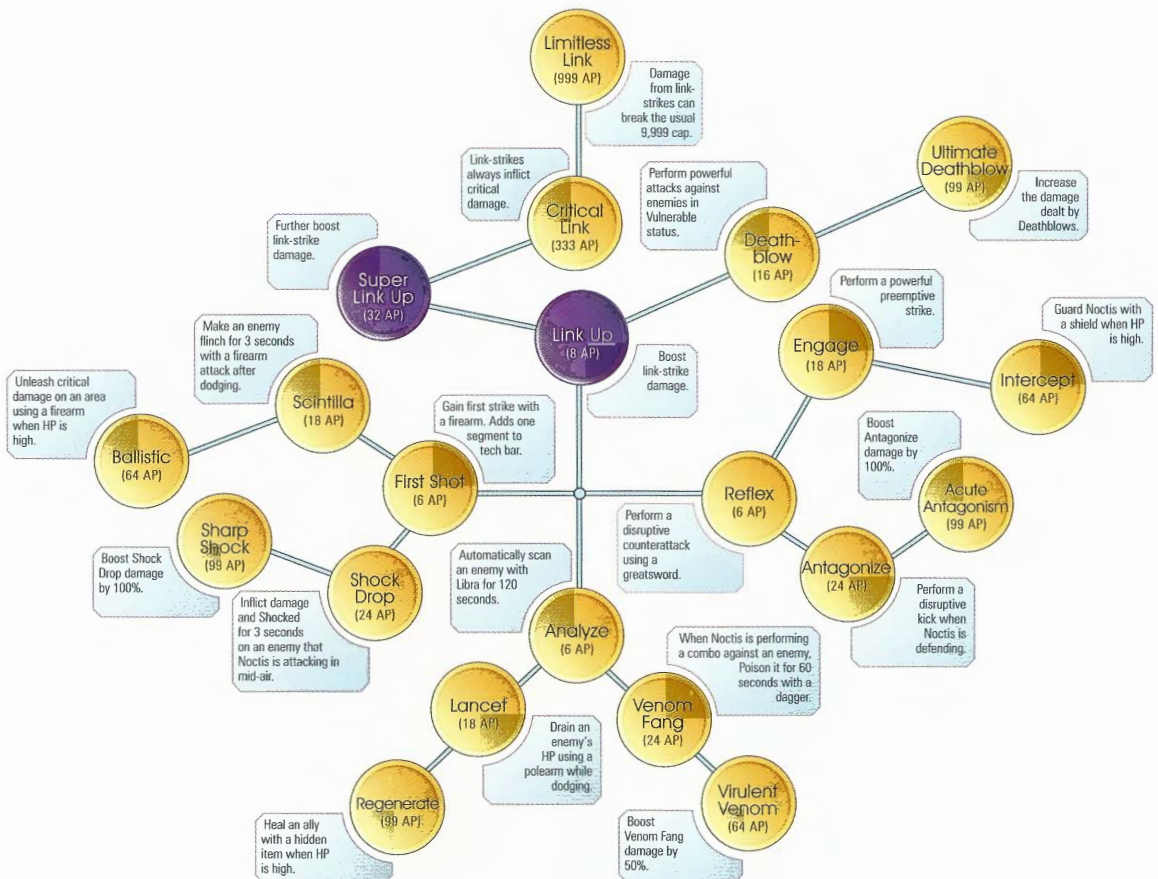 Limitless
Link
(999 AP)
Damage
from link-
strikes can
break the usual
9,999 cap.
Link-strikes
always inflict
critical
damage.
Critical
Link
(333 AP)
Perform powerful
attacks against
enemies in
Vulnerable
status.
Death-
blow
(16 AP)
Ultimate
Deathblow
(99 AP)
Increase
the damage
dealt by
Deathblows.
Further boost
link-strike
damage.
Super
Link Up
(32 AP)
Link Up
(8 AP)
Boost
link-strike
damage.
Perform a powerful
preemptive
strike.
Engage
(18 AP)
Guard Noctis with
a shield when HP
is high.
Intercept
(64 AP)
Make an enemy
flinch for 3 seconds
with a firearm
attack after
dodging.
Scintilla
(18 AP)
Unleash critical
damage on an area
using a firearm
when HP is
high.
Ballistic
(64 AP)
Gain first strike with
a firearm. Adds one
segment to
tech bar.
First Shot
(6 AP)
Reflex
(6 AP)
Perform a
disruptive
counterattack
using a
greatsword.
Boost
Antagonize
damage by
100%.
Acute
Antagonism
(99 AP)
Antagonize
(24 AP)
Perform a
disruptive
kick when
Noctis is
defending.
Sharp
Shock
(99 AP)
Boost Shock
Drop damage
by 100%.
Shock
Drop
(24 AP)
Inflict damage
and Shocked
for 3 seconds
on an enemy that
Noctis is attacking in
mid-air.
Automatically scan
an enemy with
Libra for 120
seconds.
Analyze
(6 AP)
Lancef
(18 AP)
Drain an
enemy's
HP using a
polearm while
dodging.
Regenerate
(99 AP)
Heal an ally
with a hidden
item when HP
is high.
When Noctis is performing
a combo against an enemy,
Poison it for 60
seconds with a
dagger.
Venom
Fang
(24 AP)
Virulent
Venom
(64 AP)
Boost
Venom Fang
damage by
50%.